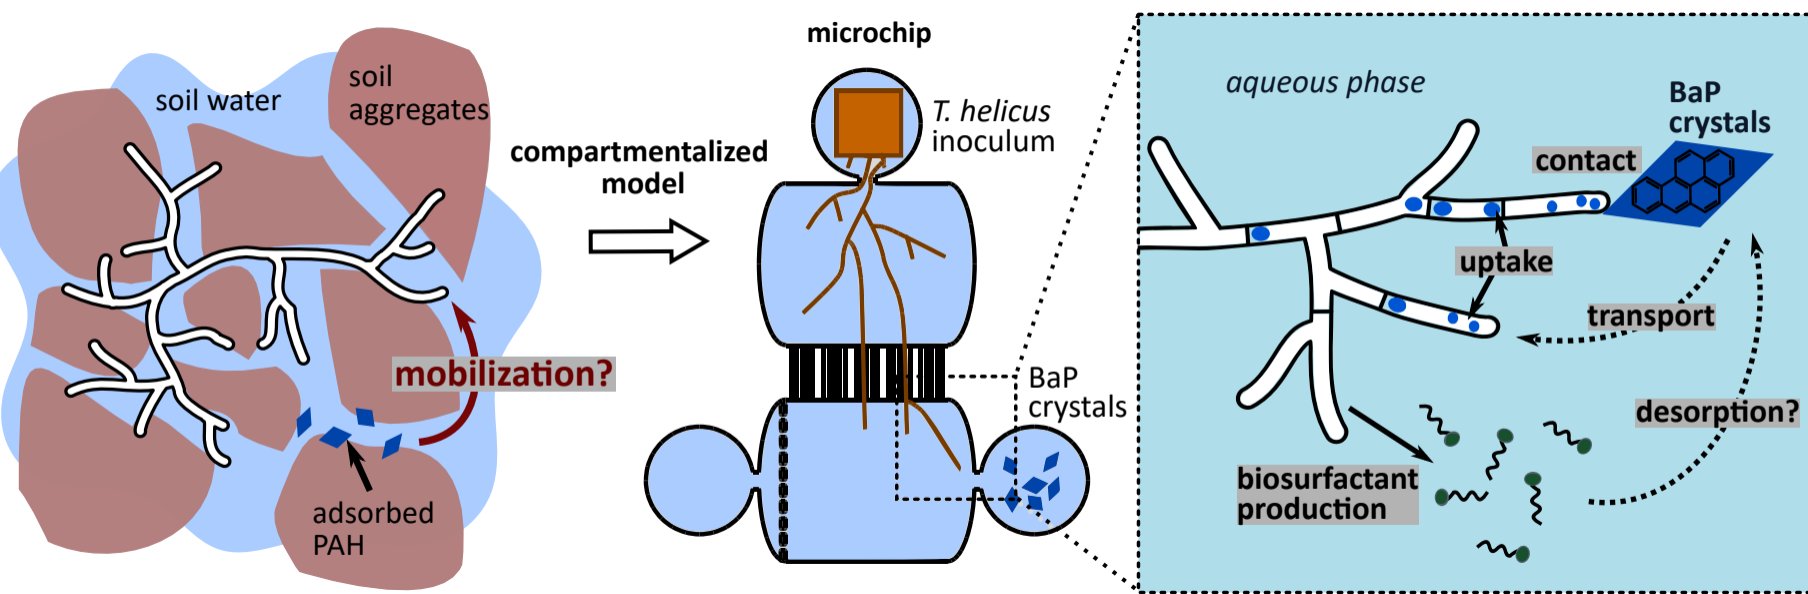 soil water
soil
aggregates
mobilization?
adsorbed
PAH
compartmentalized
model
microchip
T. helicus
inoculum
BaP
crystals
aqueous phase
BaP
crystals
contact
uptake
transport
desorption?
biosurfactant
production